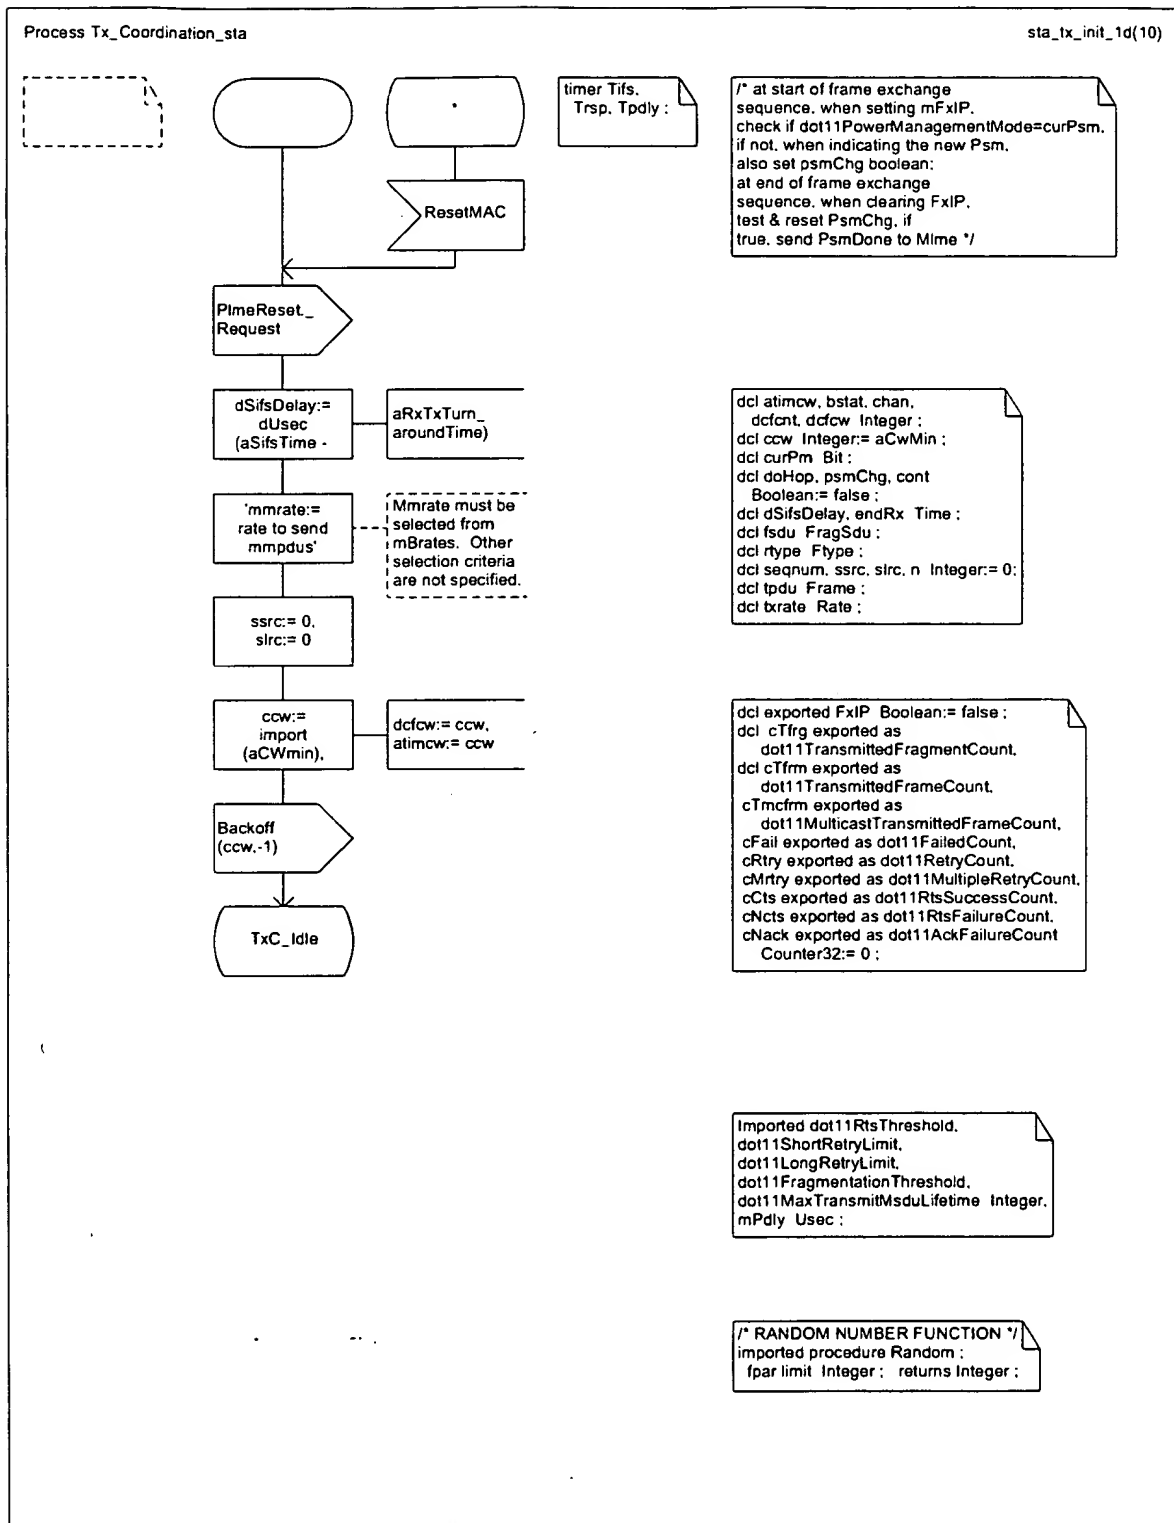 Process Tx_Coordination_sta
sta_tx_init_1d(10)
*
timer Tifs,
Trsp, Tpdly ;
/* at start of frame exchange
sequence, when setting mFxIP,
check if dot11PowerManagementMode=curPsm,
if not, when indicating the new Psm,
also set psmChg boolean;
at end of frame exchange
sequence, when clearing FxIP,
test & reset PsmChg, if
true, send PsmDone to Mlme */
ResetMAC
PlmeReset._
Request
dSifsDelay:=
dUsec
(aSifsTime -
aRxTxTurn_
aroundTime)
'mmrate:=
rate to send
mmpdus'
Mmrate must be
selected from
mBrates. Other
selection criteria
are not specified.
ssrc:= 0,
slrc:= 0
ccw:=
import
(aCWmin),
dcfcw:= ccw,
atimcw:= ccw
Backoff
(ccw,-1)
TxC_Idle
dcl atimcw, bstat, chan,
dcfcnt, dcfcw Integer ;
dcl ccw Integer:= aCwMin ;
dcl curPm Bit ;
dcl doHop, psmChg, cont
Boolean:= false ;
dcl dSifsDelay, endRx Time ;
dcl fsdu FragSdu ;
dcl rtype Ftype ;
dcl seqnum, ssrc, slrc, n Integer:= 0;
dcl tpdu Frame ;
dcl txrate Rate ;
dcl exported FxIP Boolean:= false ;
dcl cTfrg exported as
dot11TransmittedFragmentCount,
dcl cTfrm exported as
dot11TransmittedFrameCount,
cTmcfrm exported as
dot11MulticastTransmittedFrameCount,
cFail exported as dot11FailedCount,
cRtry exported as dot11RetryCount,
cMrtry exported as dot11MultipleRetryCount,
cCts exported as dot11RtsSuccessCount,
cNcts exported as dot11RtsFailureCount,
cNack exported as dot11AckFailureCount
Counter32:= 0 ;
Imported dot11RtsThreshold,
dot11ShortRetryLimit,
dot11LongRetryLimit,
dot11FragmentationThreshold,
dot11MaxTransmitMsduLifetime Integer,
mPdly Usec ;
/* RANDOM NUMBER FUNCTION */
imported procedure Random ;
fpar limit Integer ; returns Integer ;